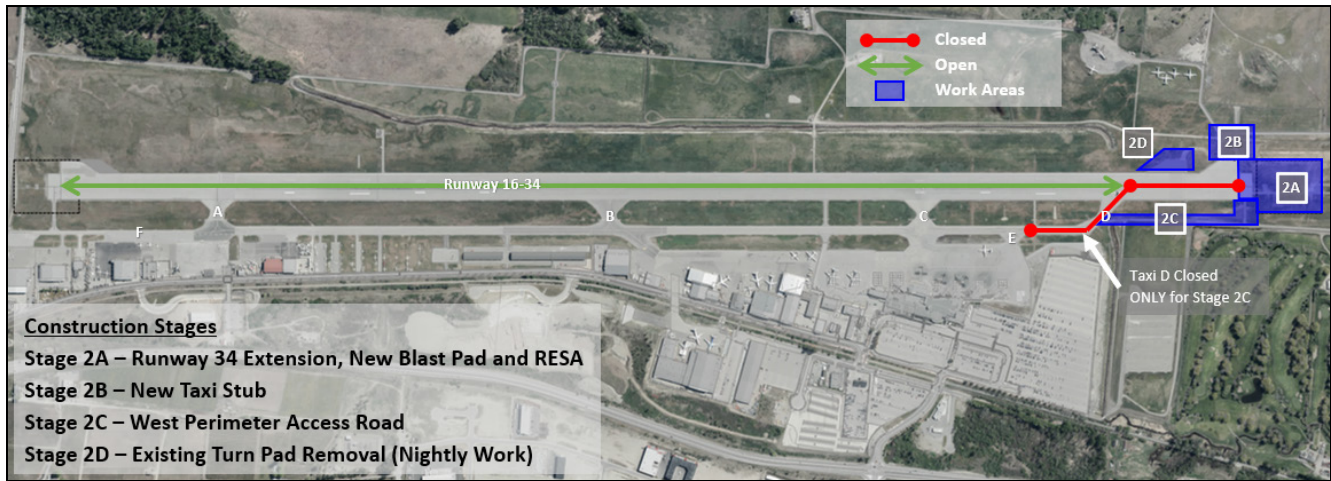 Closed
Open
Work Areas
2D
2B
Runway 16-34
2A
A
B
C
D
2C
F
E
Taxi D Closed
ONLY for Stage 2C
Construction Stages
Stage 2A – Runway 34 Extension, New Blast Pad and RESA
Stage 2B – New Taxi Stub
Stage 2C – West Perimeter Access Road
Stage 2D – Existing Turn Pad Removal (Nightly Work)